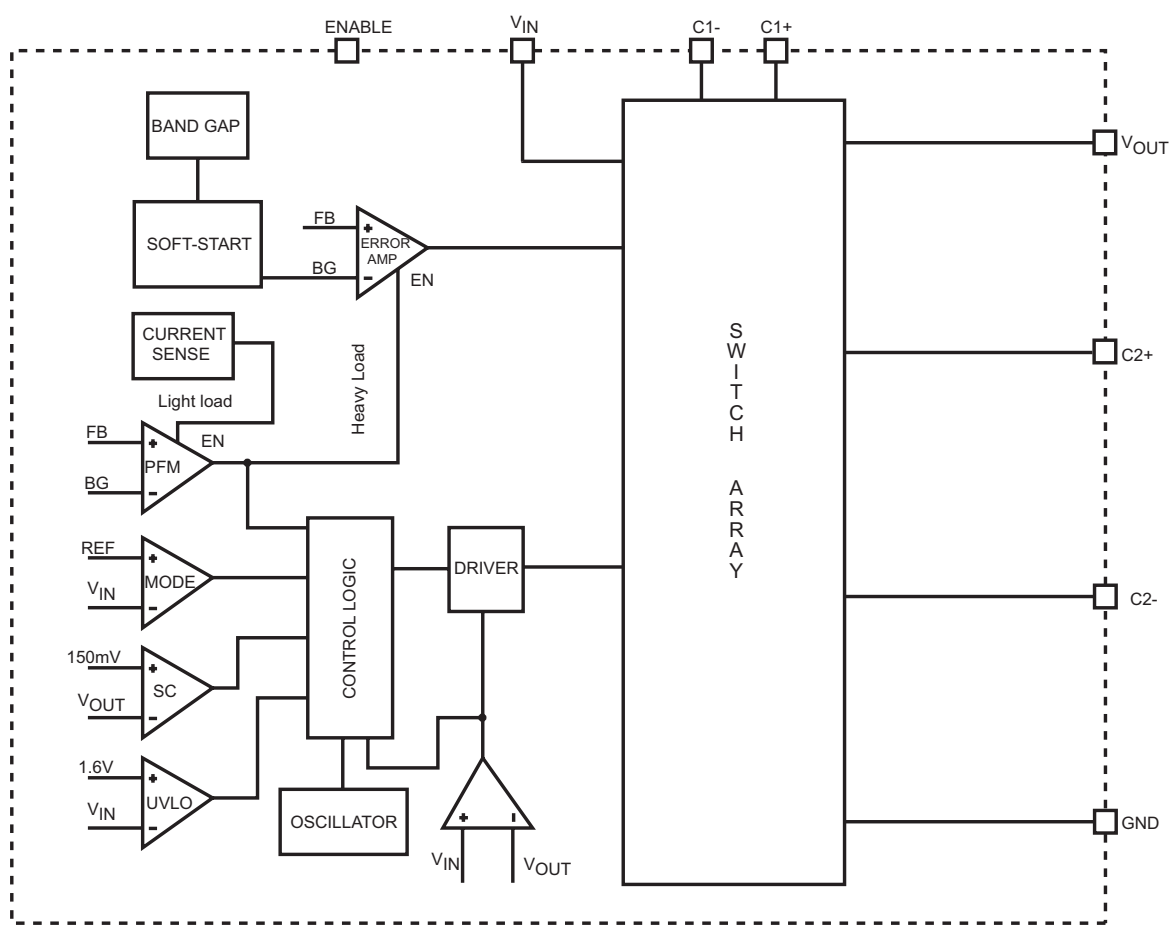 ENABLE
VIN
C1-
C1+
BAND GAP
VOUT
SOFT-START
FB
+
ERROR
AMP
BG
-
EN
CURRENT
SENSE
Light load
Heavy Load
SWITCH ARRAY
C2+
FB
+
EN
PFM
BG
-
REF
+
MODE
VIN
-
CONTROL LOGIC
DRIVER
C2-
150mV
+
SC
VOUT
-
1.6V
+
UVLO
VIN
-
OSCILLATOR
+
-
VIN
VOUT
GND